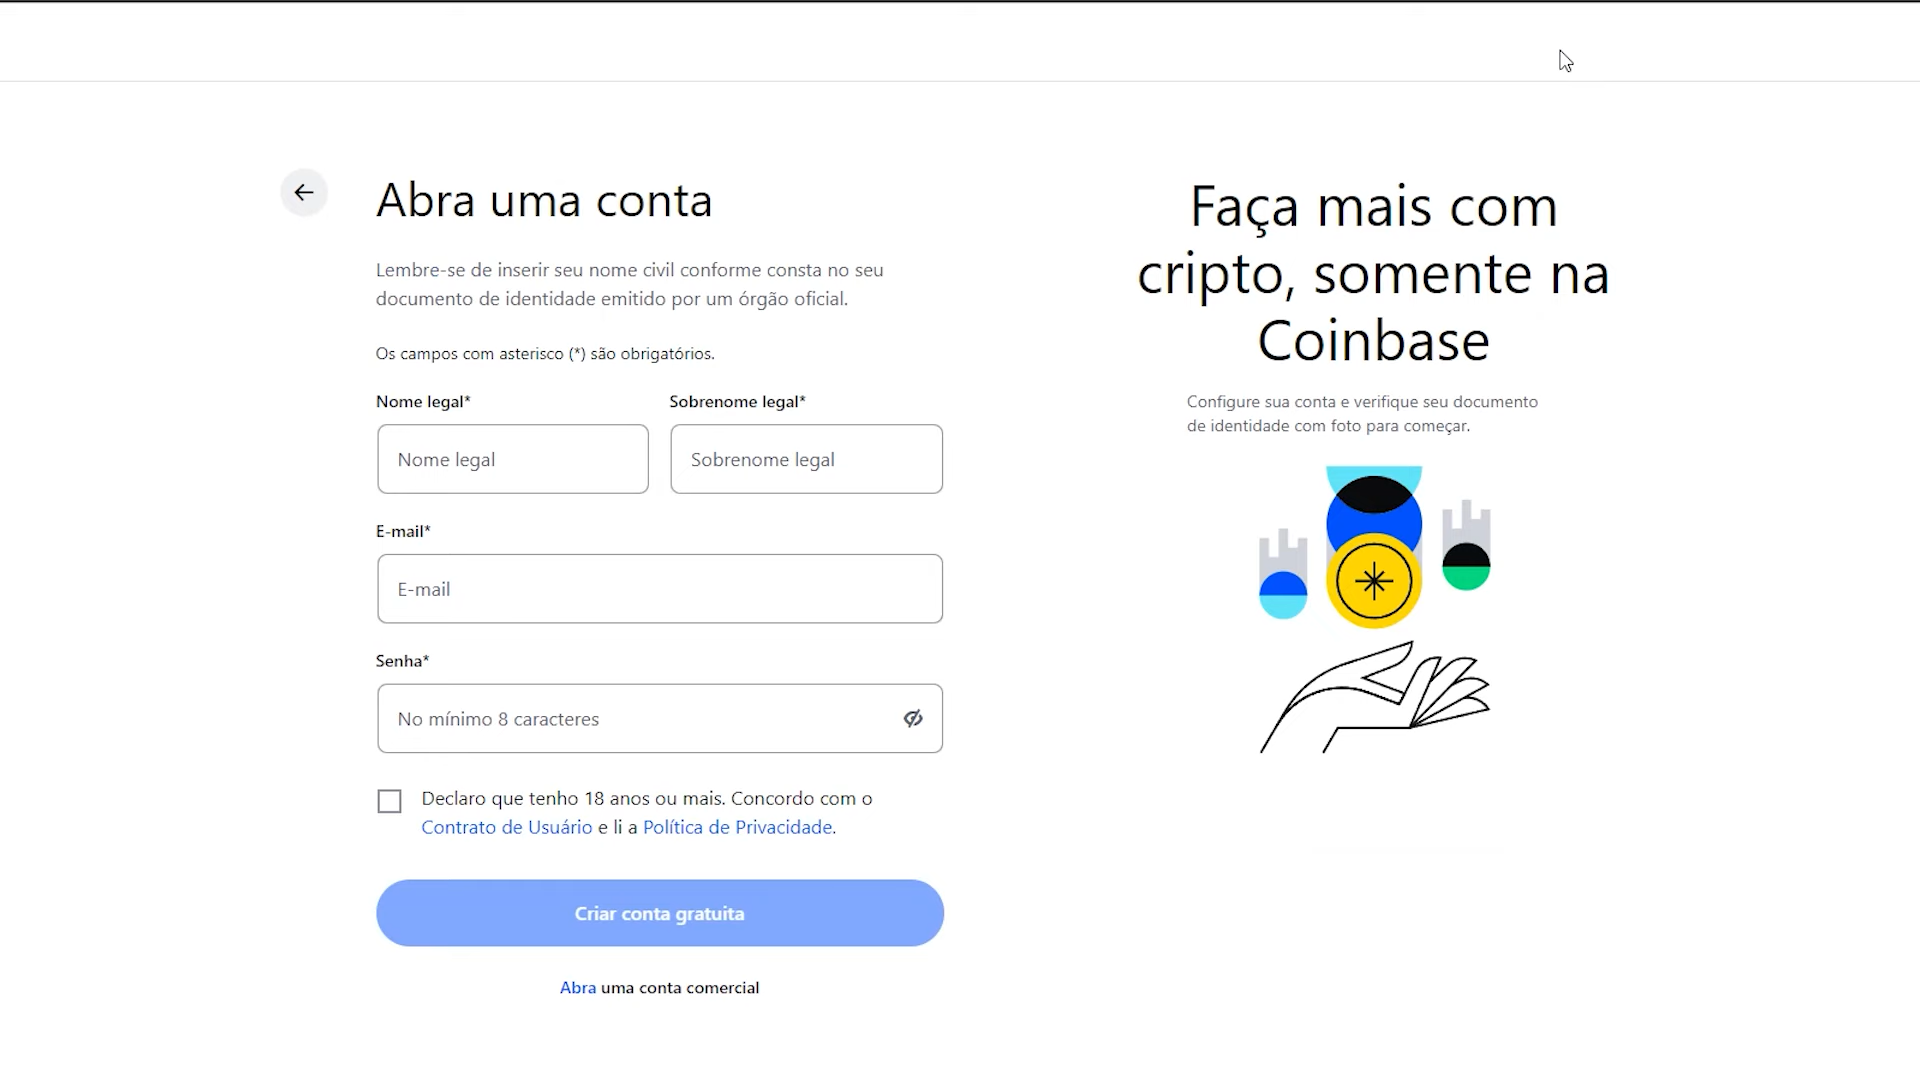 Abra uma conta
Lembre-se de inserir seu nome civil conforme consta no seu
documento de identidade emitido por um órgão oficial.
Os campos com asterisco (*) são obrigatórios.
Nome legal*
Sobrenome legal*
Nome legal
Sobrenome legal
E-mail*
E-mail
Senha*
No mínimo 8 caracteres
Declaro que tenho 18 anos ou mais. Concordo com o
Contrato de Usuário e li a Política de Privacidade.
Criar conta gratuita
Abra uma conta comercial
Faça mais com
cripto, somente na
Coinbase
Configure sua conta e verifique seu documento
de identidade com foto para começar.